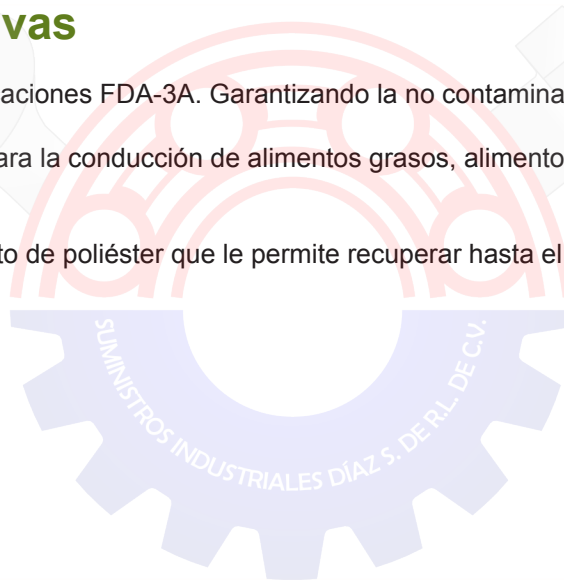 vas
aciones FDA-3A. Garantizando la no contamina
ara la conducción de alimentos grasos, alimento
to de poliéster que le permite recuperar hasta el
SUMINISTROS INDUSTRIALES DÍAZ S. DE R.L. DE C.V.